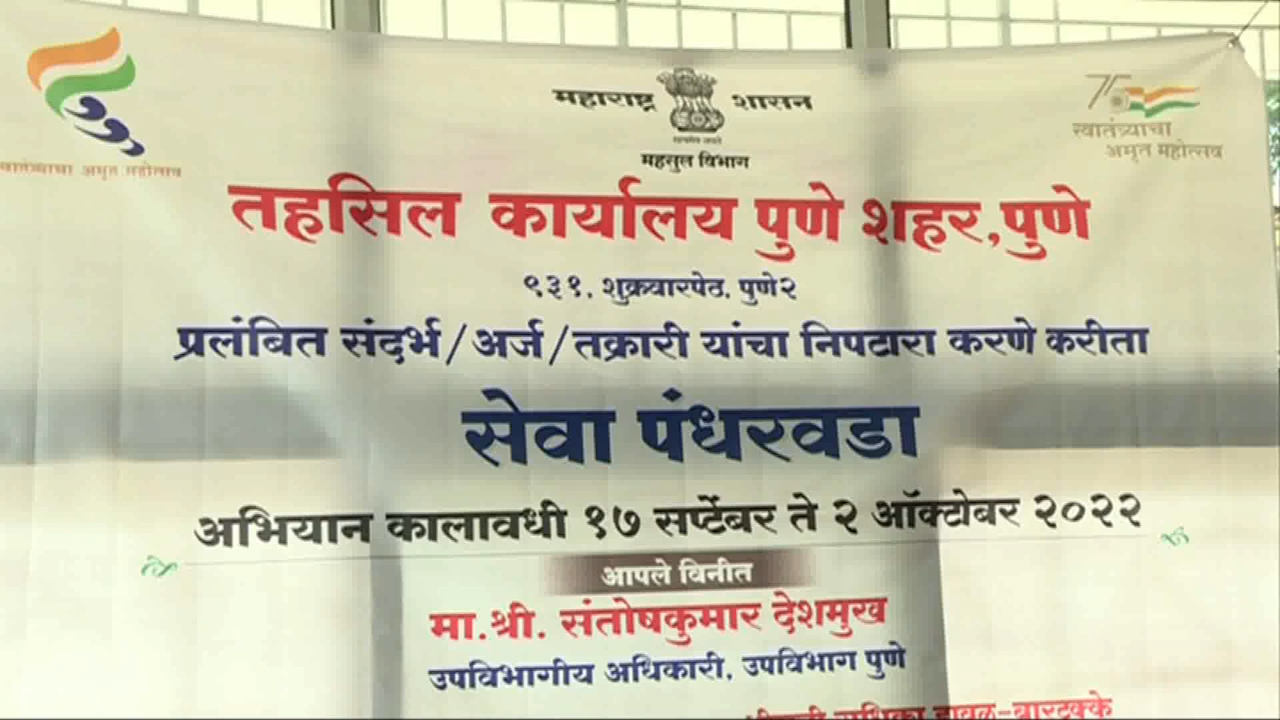 महाराष्ट्र शासन
महसुल विभाग
75
स्वातंत्र्याचा
अमृत महोत्सव
अमृत महोत्सव
तहसिल कार्यालय पुणे शहर,पुणे
९३१, शुक्रवारपेठ, पुणे२
प्रलंबित संदर्भ/अर्ज/तक्रारी यांचा निपटारा करणे करीता
सेवा पंधरवडा
अभियान कालावधी १७ सप्टेंबर ते २ ऑक्टोबर २०२२
आपले विनीत
मा.श्री. संतोषकुमार देशमुख
उपविभागीय अधिकारी, उपविभाग पुणे